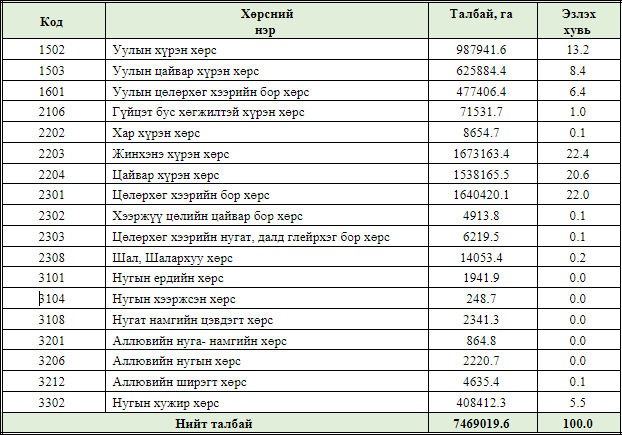 Код Хөрсний нэр Талбай, га Эзлэх хувь
1502 Уулын хүрэн хөрс 987941.6 13.2
1503 Уулын цайвар хүрэн хөрс 625884.4 8.4
1601 Уулын цөлөрхөг хээрийн бор хөрс 477406.4 6.4
2106 Гүйцэт бус хөгжилтэй хүрэн хөрс 71531.7 1.0
2202 Хар хүрэн хөрс 8654.7 0.1
2203 Жинхэнэ хүрэн хөрс 1673163.4 22.4
2204 Цайвар хүрэн хөрс 1538165.5 20.6
2301 Цөлөрхөг хээрийн бор хөрс 1640420.1 22.0
2302 Хээржүү цөлийн цайвар бор хөрс 4913.8 0.1
2303 Цөлөрхөг хээрийн нугат, далд глейрхэг бор хөрс 6219.5 0.1
2308 Шал, Шалархуу хөрс 14053.4 0.2
3101 Нугын ердийн хөрс 1941.9 0.0
3104 Нугын хээржсэн хөрс 248.7 0.0
3108 Нугат намгийн цэвдэгт хөрс 2341.3 0.0
3201 Аллювийн нуга- намгийн хөрс 864.8 0.0
3206 Аллювийн нугын хөрс 2220.7 0.0
3212 Аллювийн ширэгт хөрс 4635.4 0.1
3302 Нугын хужир хөрс 408412.3 5.5
Нийт талбай 7469019.6 100.0